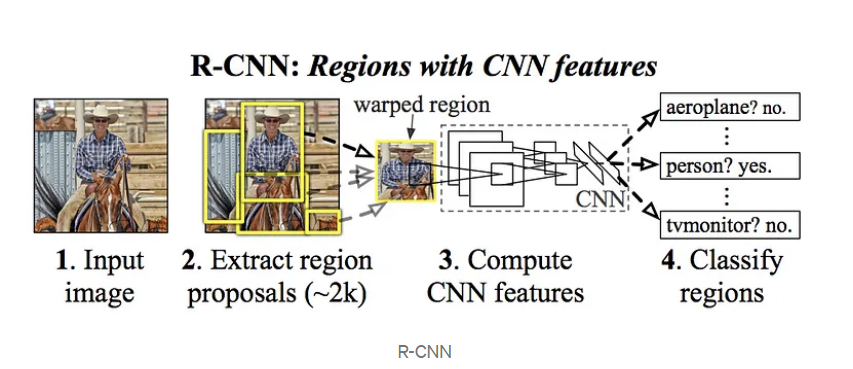 R-CNN: Regions with CNN features
warped region
aeroplane? no.
person? yes.
CNN
tvmonitor? no.
1. Input
image
2. Extract region
proposals (~2k)
3. Compute
CNN features
4. Classify
regions
R-CNN